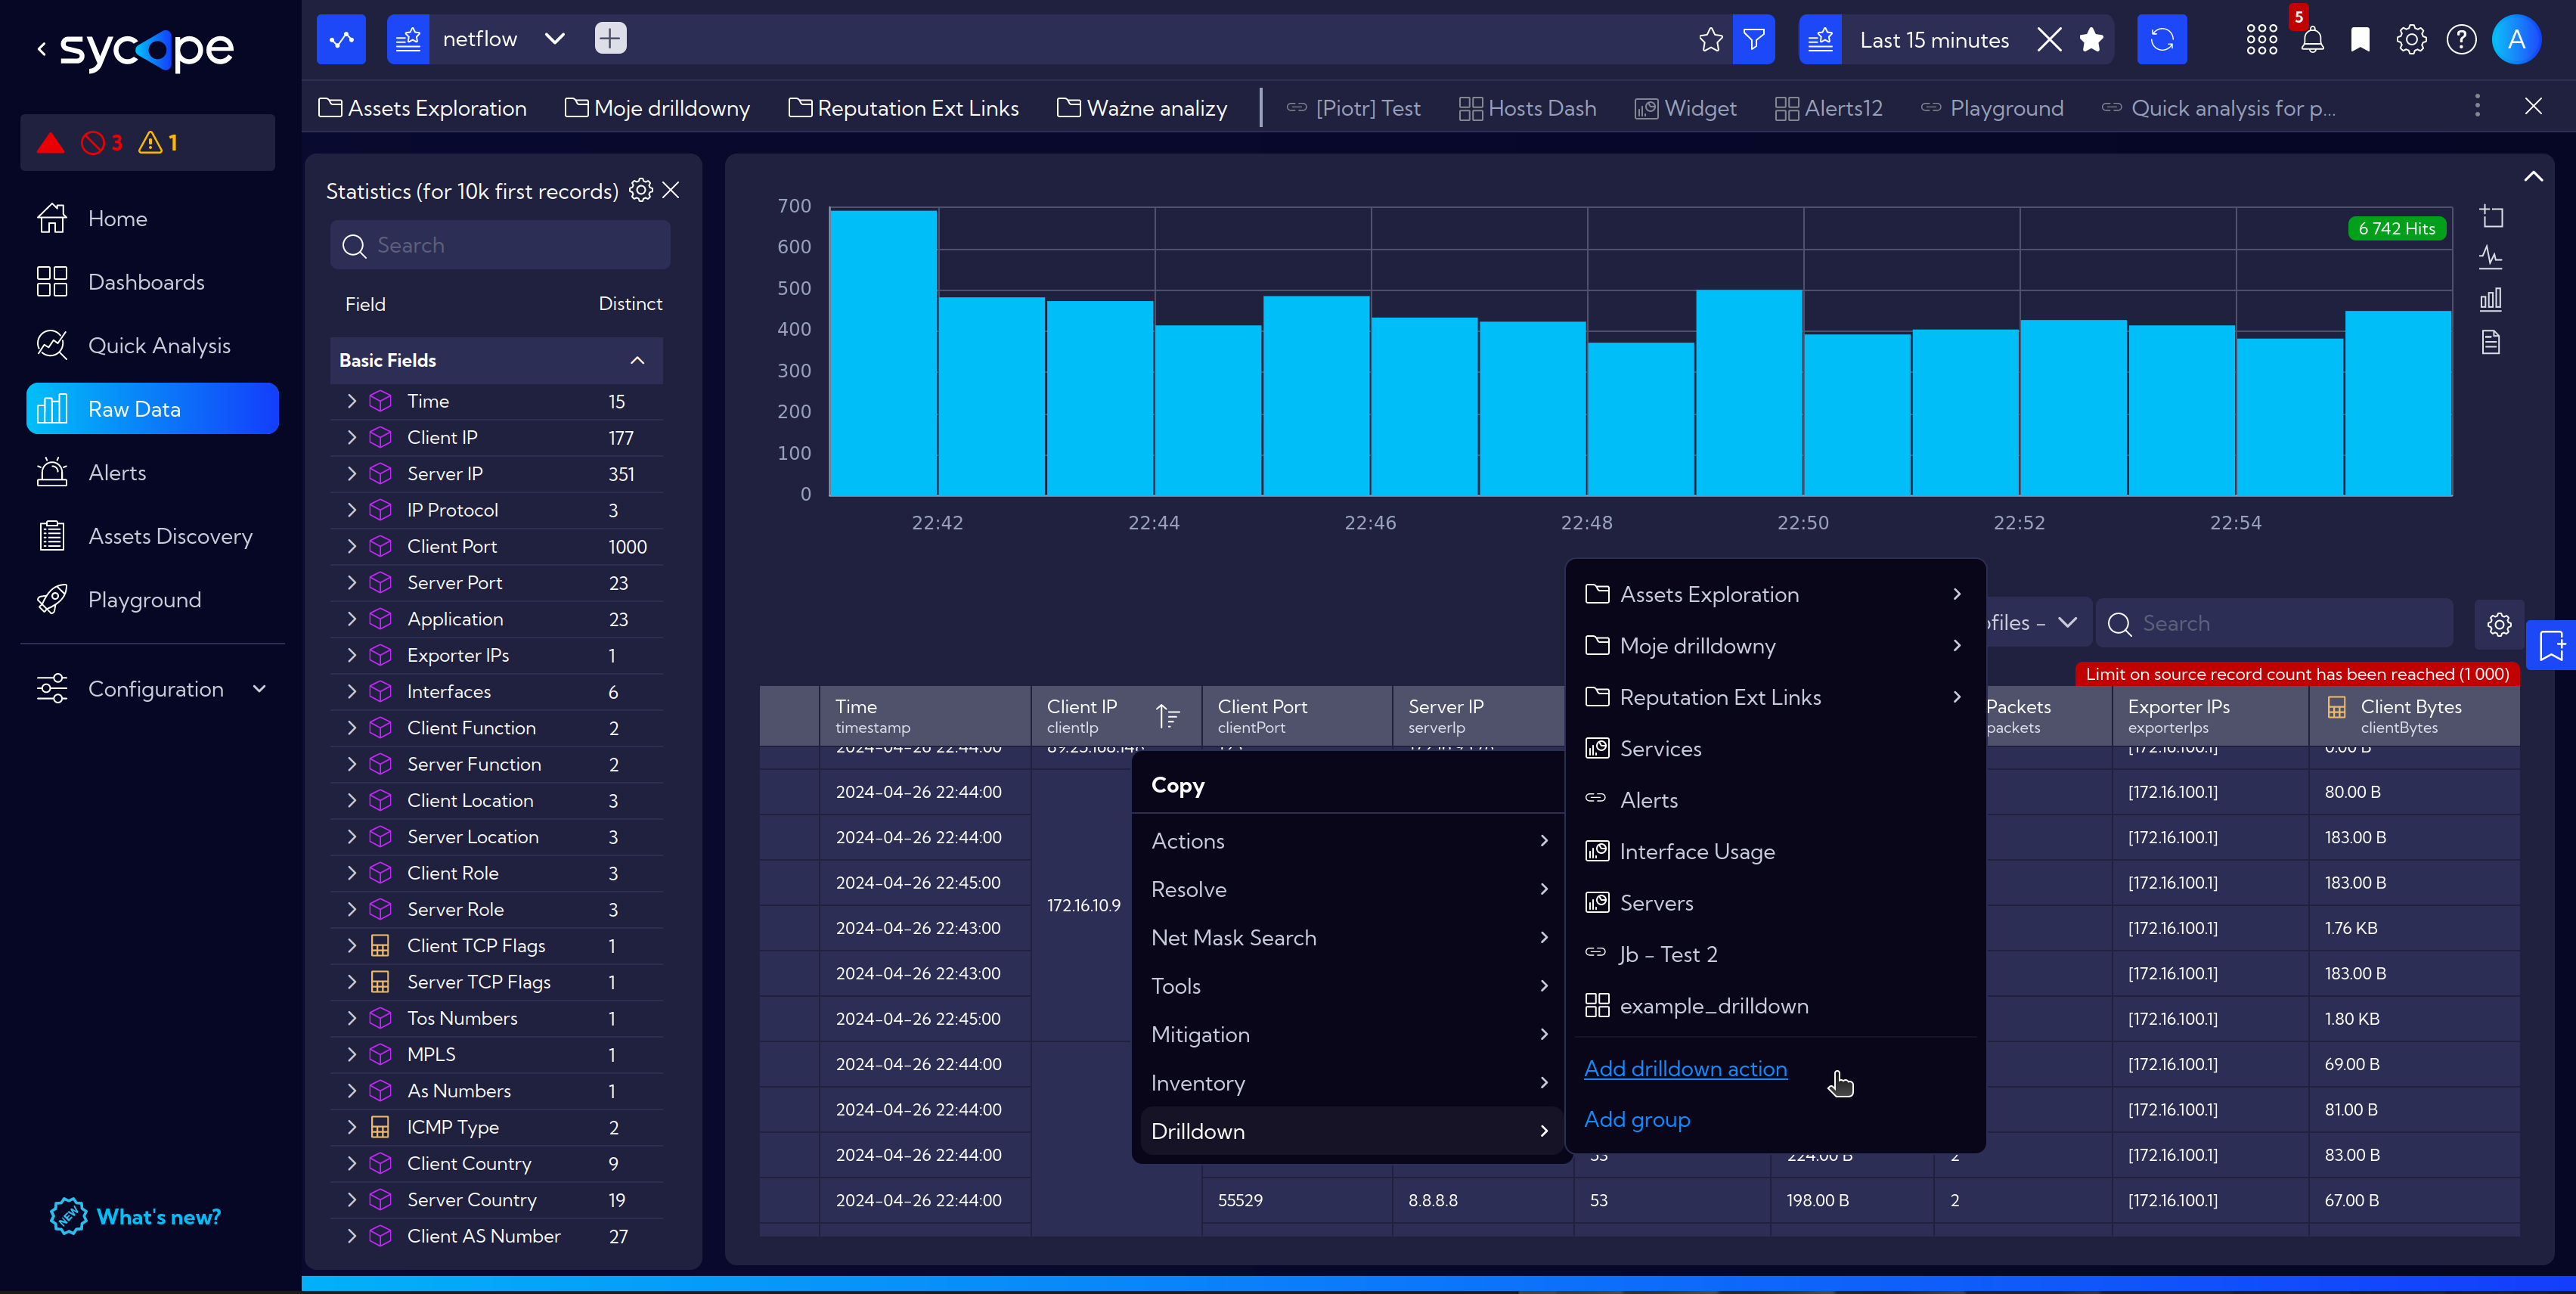 sycope
netflow
Last 15 minutes
5
A
3
1
Assets Exploration
Moje drilldowny
Reputation Ext Links
Ważne analizy
[Piotr] Test
Hosts Dash
Widget
Alerts12
Playground
Quick analysis for p...
Home
Dashboards
Quick Analysis
Raw Data
Alerts
Assets Discovery
Playground
Configuration
NEW
What's new?
Statistics (for 10k first records)
Search
Field Distinct
Basic Fields
Time 15
Client IP 177
Server IP 351
IP Protocol 3
Client Port 1000
Server Port 23
Application 23
Exporter IPs 1
Interfaces 6
Client Function 2
Server Function 2
Client Location 3
Server Location 3
Client Role 3
Server Role 3
Client TCP Flags 1
Server TCP Flags 1
Tos Numbers 1
MPLS 1
As Numbers 1
ICMP Type 2
Client Country 9
Server Country 19
Client AS Number 27
700
600
500
400
300
200
100
0
6 742 Hits
22:42 22:44 22:46 22:48 22:50 22:52 22:54
files -
Search
Limit on source record count has been reached (1 000)
Time Client IP Client Port Server IP Packets Exporter IPs Client Bytes
timestamp clientIp clientPort serverIp packets exporterIps clientBytes
2024-04-26 22:44:00 [172.16.100.1] 0.00 B
2024-04-26 22:44:00 [172.16.100.1] 80.00 B
2024-04-26 22:44:00 [172.16.100.1] 183.00 B
2024-04-26 22:45:00 [172.16.100.1] 183.00 B
172.16.10.9
2024-04-26 22:43:00 [172.16.100.1] 1.76 KB
2024-04-26 22:43:00 [172.16.100.1] 183.00 B
2024-04-26 22:45:00 [172.16.100.1] 1.80 KB
2024-04-26 22:44:00 [172.16.100.1] 69.00 B
2024-04-26 22:44:00 [172.16.100.1] 81.00 B
2024-04-26 22:44:00 53 224.00 B 2 [172.16.100.1] 83.00 B
2024-04-26 22:44:00 55529 8.8.8.8 53 198.00 B 2 [172.16.100.1] 67.00 B
Copy
Actions
Resolve
Net Mask Search
Tools
Mitigation
Inventory
Drilldown
Assets Exploration
Moje drilldowny
Reputation Ext Links
Services
Alerts
Interface Usage
Servers
Jb - Test 2
example_drilldown
Add drilldown action
Add group